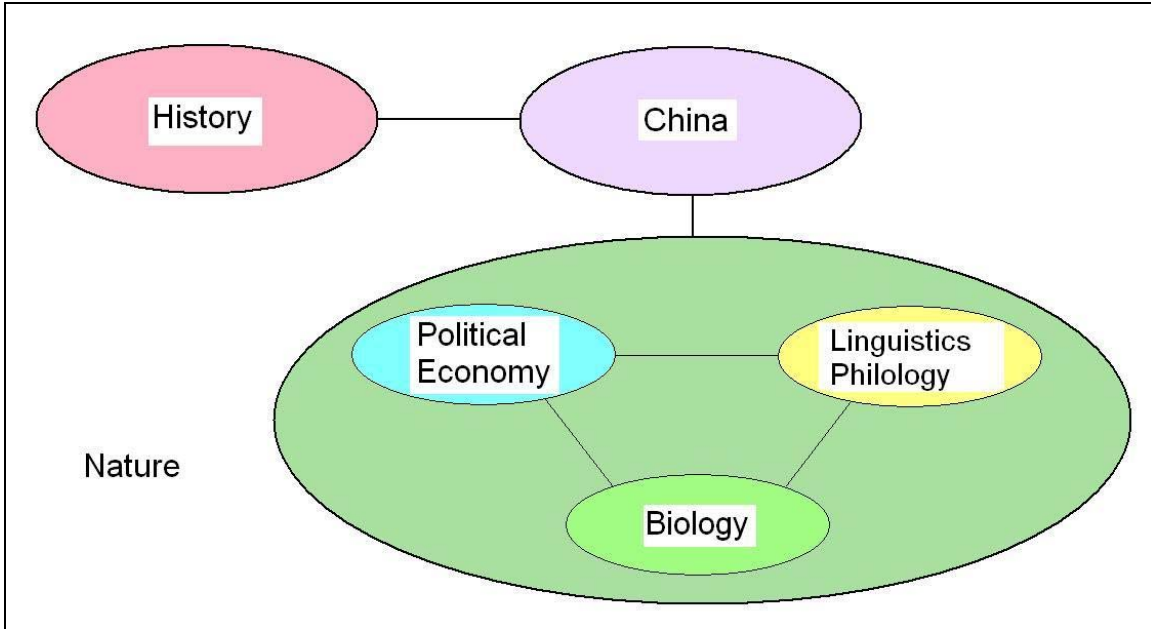 History
China
Political
Economy
Linguistics
Philology
Nature
Biology